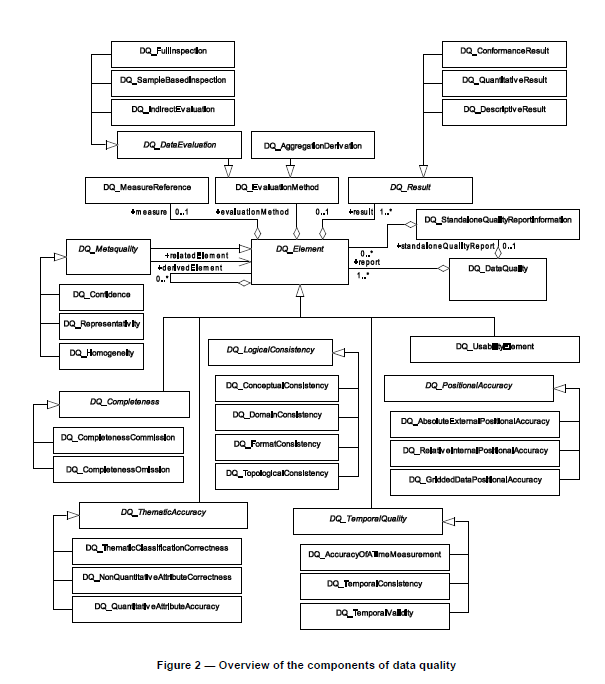 DQ_FullInspection
DQ_ConformanceResult
DQ_SampleBasedInspection
DQ_QuantitativeResult
DQ_IndirectEvaluation
DQ_DescriptiveResult
DQ_DataEvaluation
DQ_AggregationDerivation
DQ_MeasureReference
DQ_EvaluationMethod
DQ_Result
+measure 0..1
+evaluationMethod 0..1
+result 1..*
DQ_StandaloneQualityReportInformation
DQ_Metaquality
DQ_Element
+relatedElement
+derivedElement
0..*
0..*
+standaloneQualityReport 0..1
+report
1..*
DQ_DataQuality
DQ_Confidence
DQ_Representativity
DQ_Homogeneity
DQ_LogicalConsistency
DQ_UsabilityElement
DQ_ConceptualConsistency
DQ_PositionalAccuracy
DQ_Completeness
DQ_DomainConsistency
DQ_AbsoluteExternalPositionalAccuracy
DQ_CompletenessCommission
DQ_FormatConsistency
DQ_RelativeInternalPositionalAccuracy
DQ_CompletenessOmission
DQ_TopologicalConsistency
DQ_GriddedDataPositionalAccuracy
DQ_ThematicAccuracy
DQ_TemporalQuality
DQ_ThematicClassificationCorrectness
DQ_AccuracyOfATimeMeasurement
DQ_NonQuantitativeAttributeCorrectness
DQ_TemporalConsistency
DQ_QuantitativeAttributeAccuracy
DQ_TemporalValidity
Figure 2 — Overview of the components of data quality